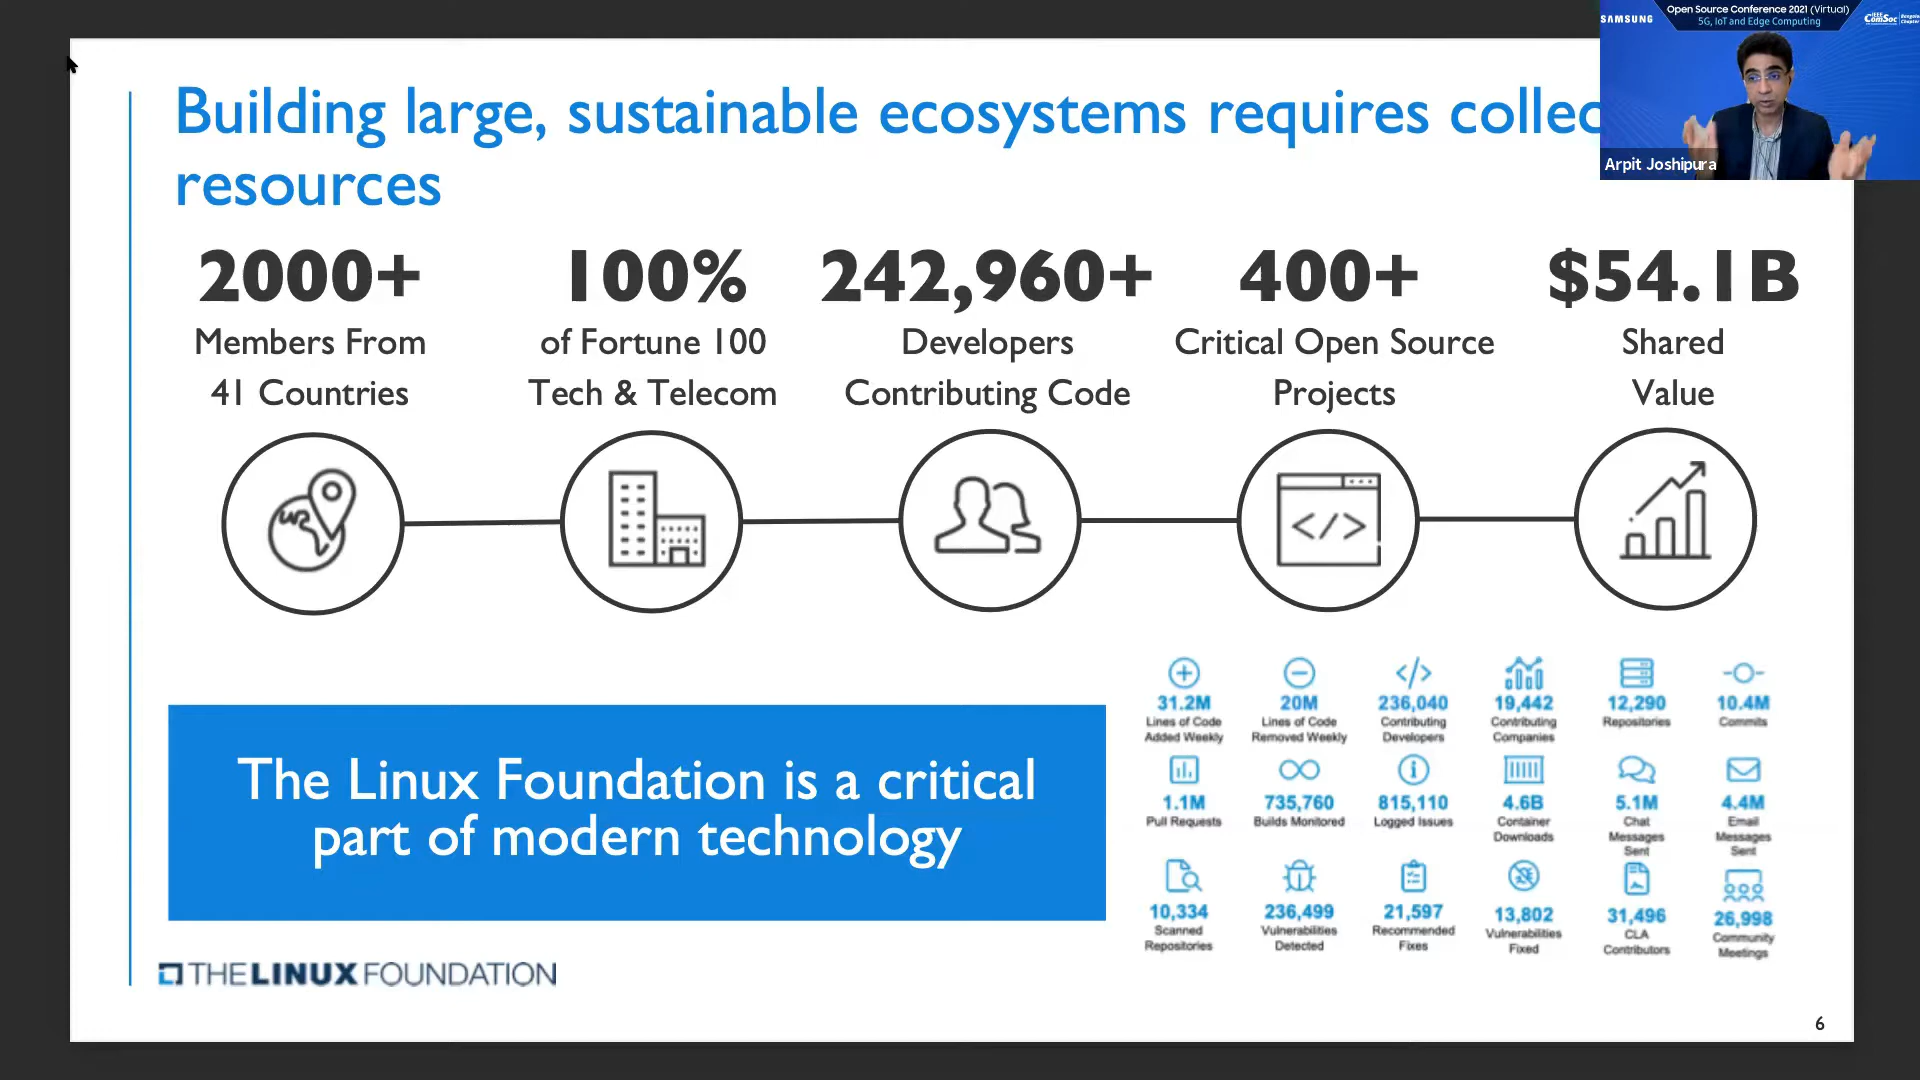 SAMSUNG
Open Source Conference 2021 (Virtual)
5G, IoT and Edge Computing
IEEE
ComSoc
Arpit Joshipura
Building large, sustainable ecosystems requires collec
resources
2000+
Members From
41 Countries
100%
of Fortune 100
Tech & Telecom
242,960+
Developers
Contributing Code
400+
Critical Open Source
Projects
$54.1B
Shared
Value
The Linux Foundation is a critical
part of modern technology
31.2M
Lines of Code
Added Weekly
20M
Lines of Code
Removed Weekly
236,040
Contributing
Developers
19,442
Contributing
Companies
12,290
Repositories
10.4M
Commits
1.1M
Pull Requests
735,760
Builds Monitored
815,110
Logged Issues
4.6B
Container
Downloads
5.1M
Chat
Messages
Sent
4.4M
Email
Messages
Sent
10,334
Scanned
Repositories
236,499
Vulnerabilities
Detected
21,597
Recommended
Fixes
13,802
Vulnerabilities
Fixed
31,496
CLA
Contributors
26,998
Community
Meetings
THE LINUX FOUNDATION
6